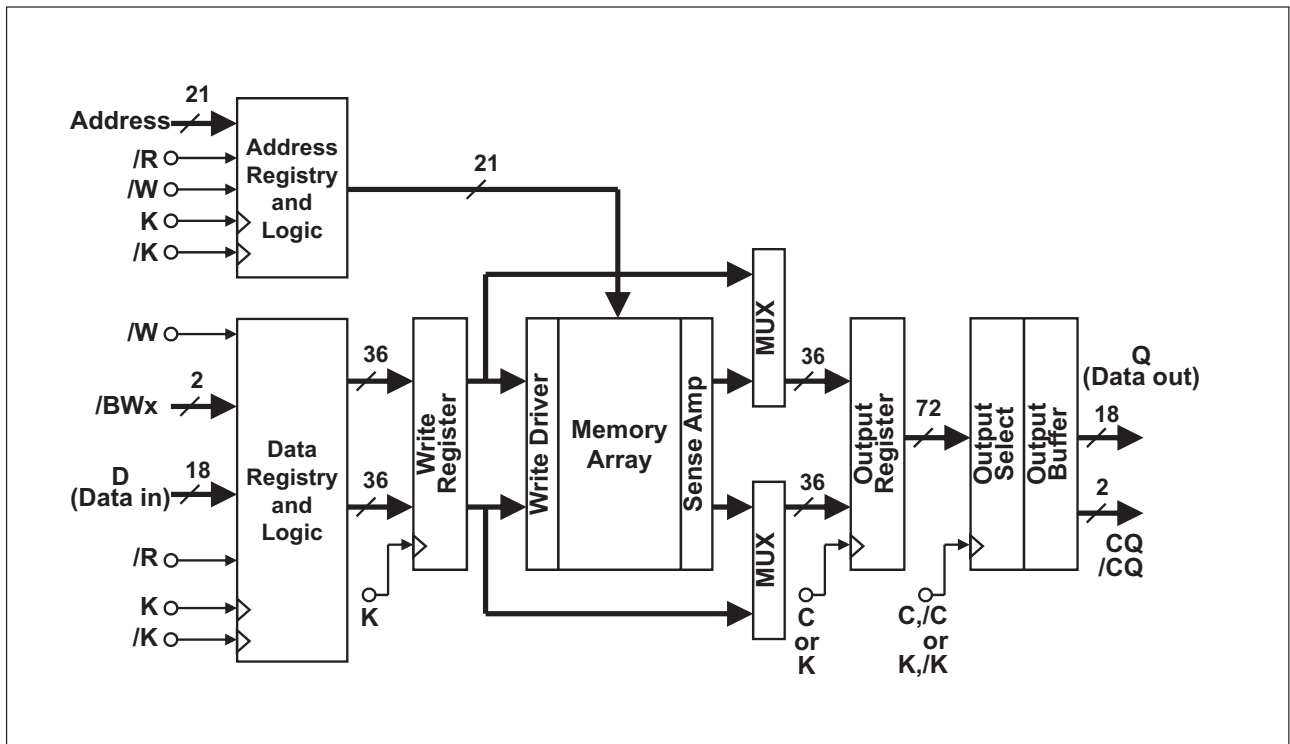 21
Address
/R
/W
K
/K
Address
Registry
and
Logic
21
/W
2
/BWx
D
(Data in)
18
/R
K
/K
Data
Registry
and
Logic
36
36
K
Write
Register
Write Driver
Memory
Array
Sense Amp
MUX
MUX
36
36
C
or
K
Output
Register
72
C,/C
or
K,/K
Output
Select
Output
Buffer
Q
(Data out)
18
2
CQ
/CQ